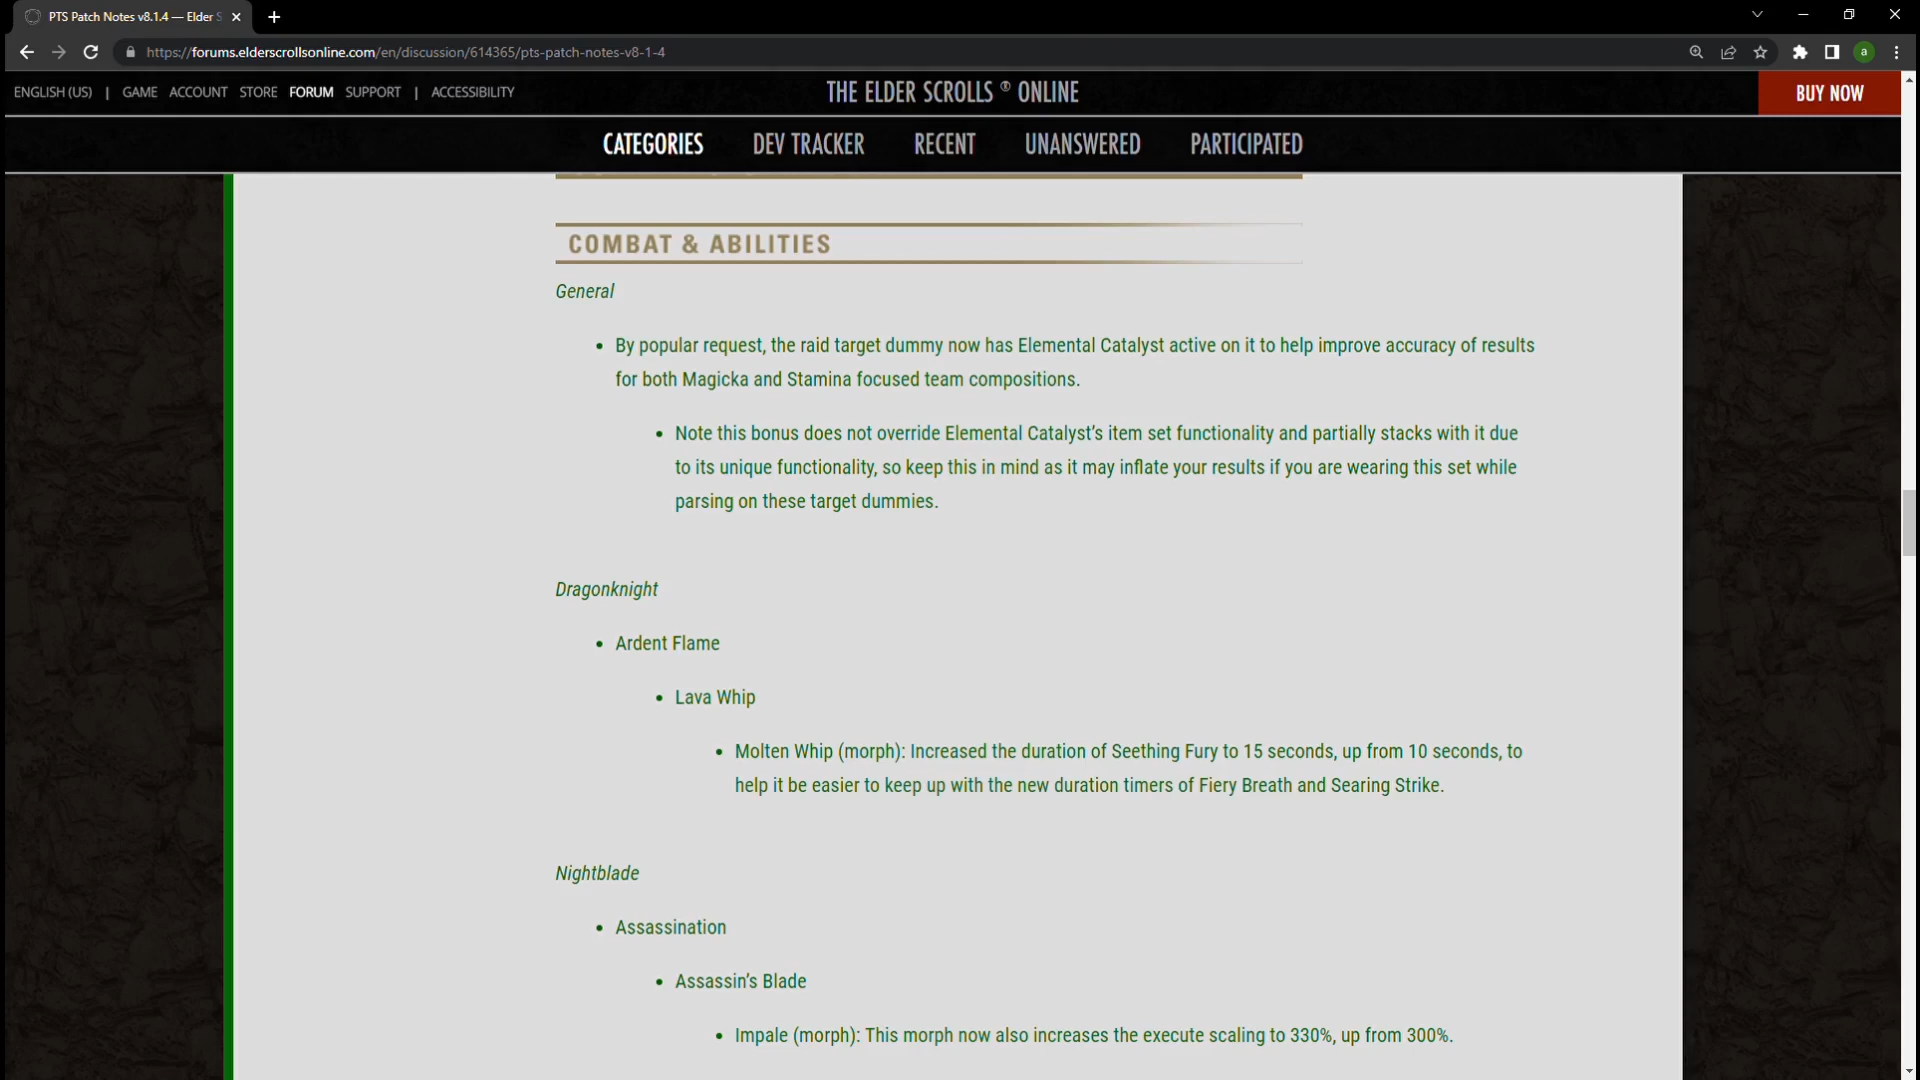 PTS Patch Notes v8.1.4 — Elder S
https://forums.elderscrollsonline.com/en/discussion/614365/pts-patch-notes-v8-1-4
a
ENGLISH (US) | GAME ACCOUNT STORE FORUM SUPPORT | ACCESSIBILITY
THE ELDER SCROLLS ® ONLINE
BUY NOW
CATEGORIES DEV TRACKER RECENT UNANSWERED PARTICIPATED
COMBAT & ABILITIES
General
• By popular request, the raid target dummy now has Elemental Catalyst active on it to help improve accuracy of results
for both Magicka and Stamina focused team compositions.
• Note this bonus does not override Elemental Catalyst’s item set functionality and partially stacks with it due
to its unique functionality, so keep this in mind as it may inflate your results if you are wearing this set while
parsing on these target dummies.
Dragonknight
• Ardent Flame
• Lava Whip
• Molten Whip (morph): Increased the duration of Seething Fury to 15 seconds, up from 10 seconds, to
help it be easier to keep up with the new duration timers of Fiery Breath and Searing Strike.
Nightblade
• Assassination
• Assassin’s Blade
• Impale (morph): This morph now also increases the execute scaling to 330%, up from 300%.